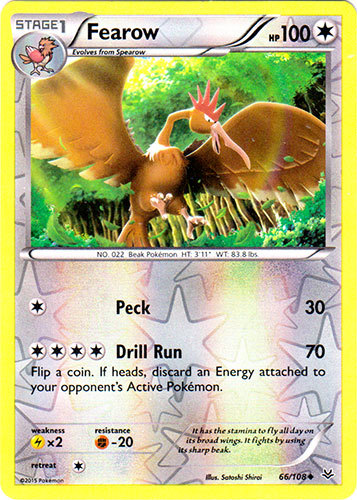 STAGE1
Fearow
HP 100
Evolves from Spearow
NO. 022 Beak Pokémon HT: 3'11" WT: 83.8 lbs.
Peck 30
Drill Run 70
Flip a coin. If heads, discard an Energy attached to
your opponent's Active Pokémon.
weakness resistance
×2 -20
retreat
It has the stamina to fly all day on
its broad wings. It fights by using
its sharp beak.
©2015 Pokémon
Illus. Satoshi Shirai
66/108